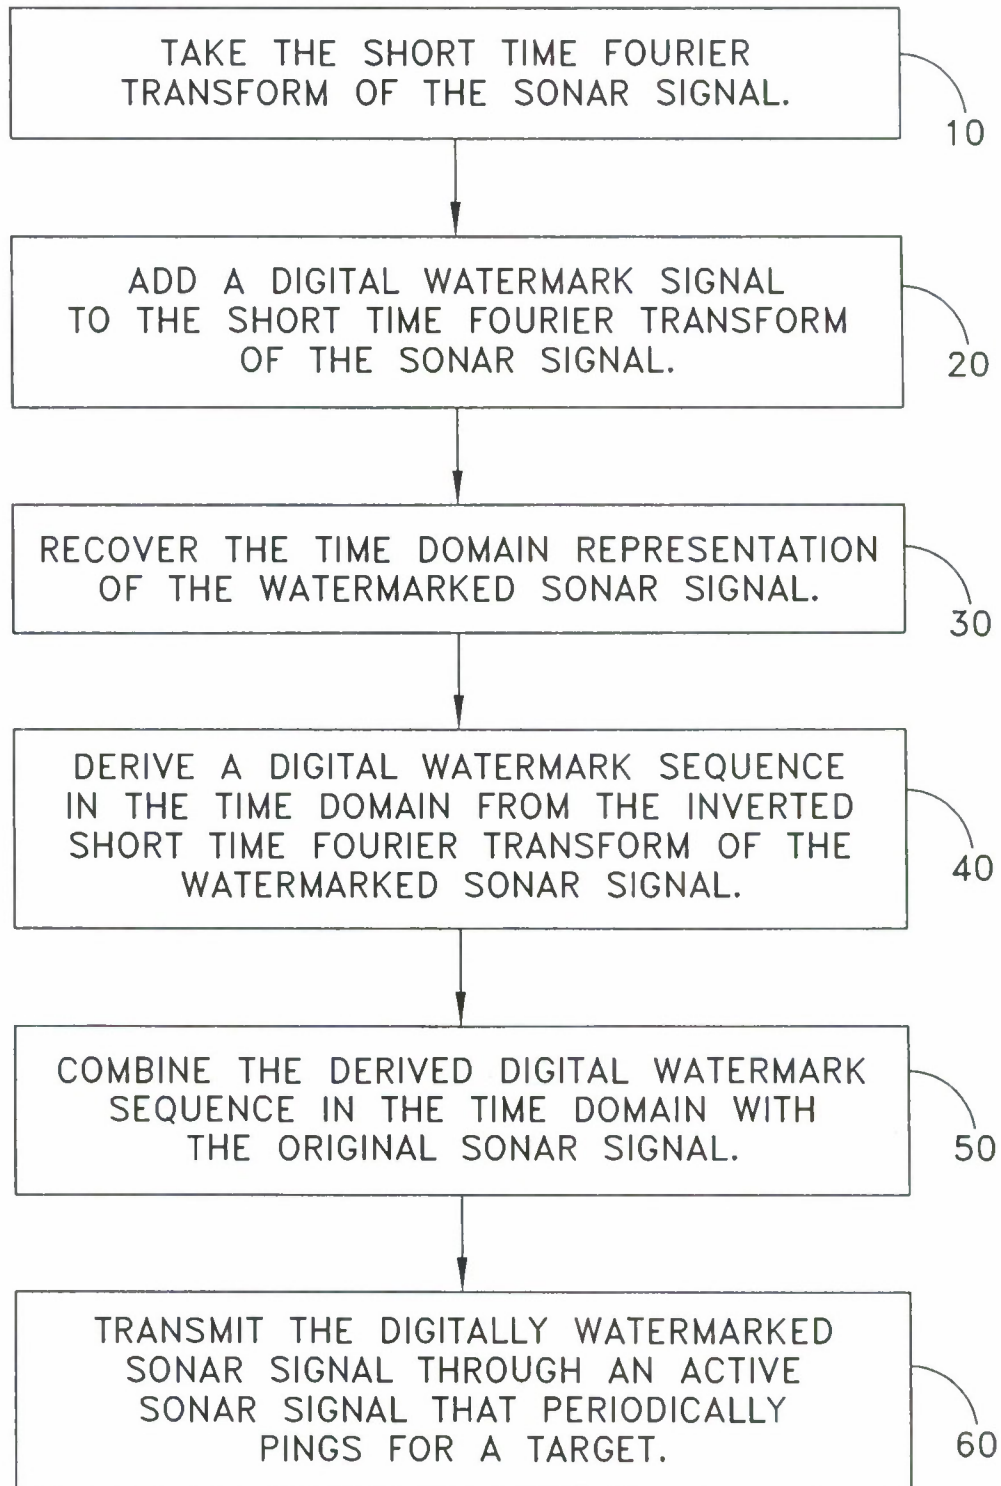 TAKE THE SHORT TIME FOURIER
TRANSFORM OF THE SONAR SIGNAL.
10
ADD A DIGITAL WATERMARK SIGNAL
TO THE SHORT TIME FOURIER TRANSFORM
OF THE SONAR SIGNAL.
20
RECOVER THE TIME DOMAIN REPRESENTATION
OF THE WATERMARKED SONAR SIGNAL.
30
DERIVE A DIGITAL WATERMARK SEQUENCE
IN THE TIME DOMAIN FROM THE INVERTED
SHORT TIME FOURIER TRANSFORM OF THE
WATERMARKED SONAR SIGNAL.
40
COMBINE THE DERIVED DIGITAL WATERMARK
SEQUENCE IN THE TIME DOMAIN WITH
THE ORIGINAL SONAR SIGNAL.
50
TRANSMIT THE DIGITALLY WATERMARKED
SONAR SIGNAL THROUGH AN ACTIVE
SONAR SIGNAL THAT PERIODICALLY
PINGS FOR A TARGET.
60